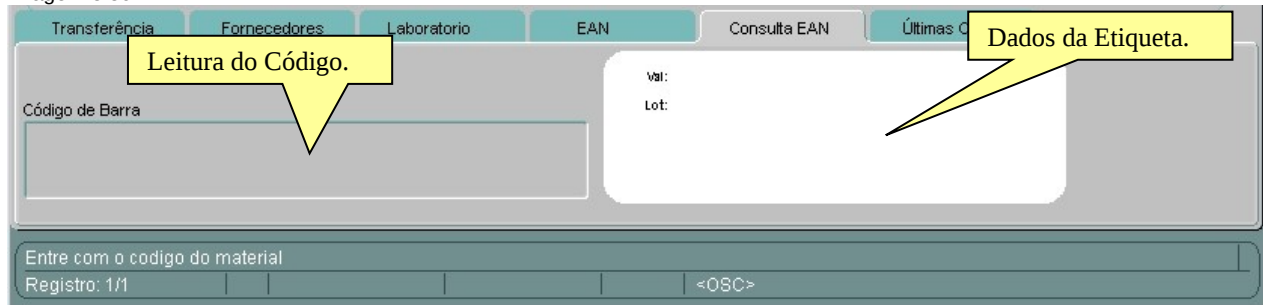 Transferência Fornecedores Laboratorio EAN Consulta EAN Últimas
Leitura do Código.
Dados da Etiqueta.
Val:
Lot:
Código de Barra
Entre com o codigo do material
Registro: 1/1 <OSC>